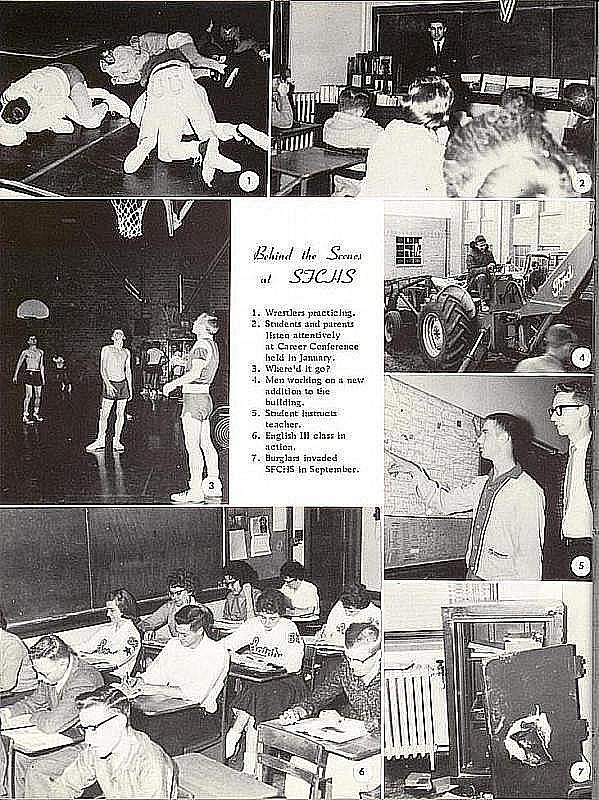 1
2
Behind the Scenes
at SFCHS
1. Wrestlers practicing.
2. Students and parents
listen attentively
at Career Conference
held in January.
3. Where'd it go?
4. Men working on a new
addition to the
building.
5. Student instructs
teacher.
6. English III class in
action.
7. Burglars invaded
SFCHS in September.
Ford
4
3
5
6
7